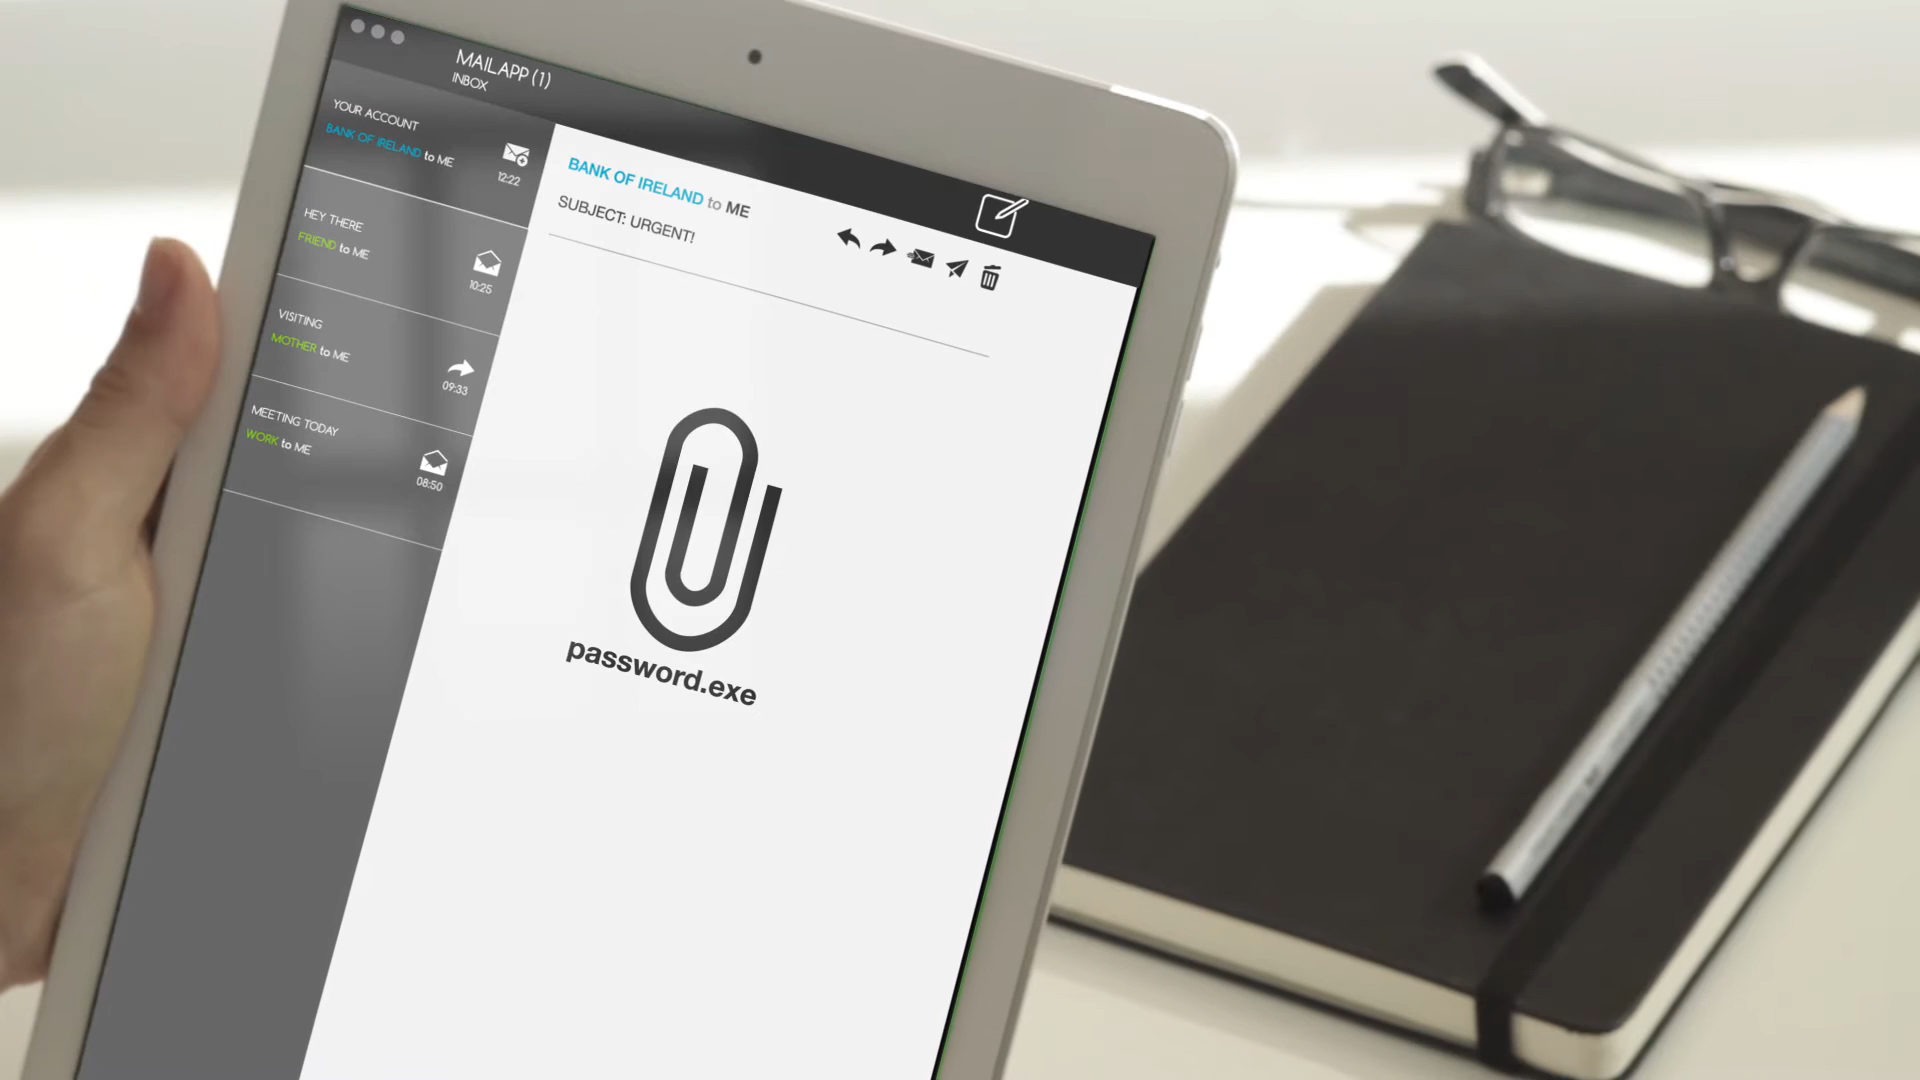 MAILAPP (1)
INBOX
YOUR ACCOUNT
BANK OF IRELAND to ME
12:22
HEY THERE
FRIEND to ME
10:25
VISITING
MOTHER to ME
09:33
MEETING TODAY
WORK to ME
08:50
BANK OF IRELAND to ME
SUBJECT: URGENT!
password.exe